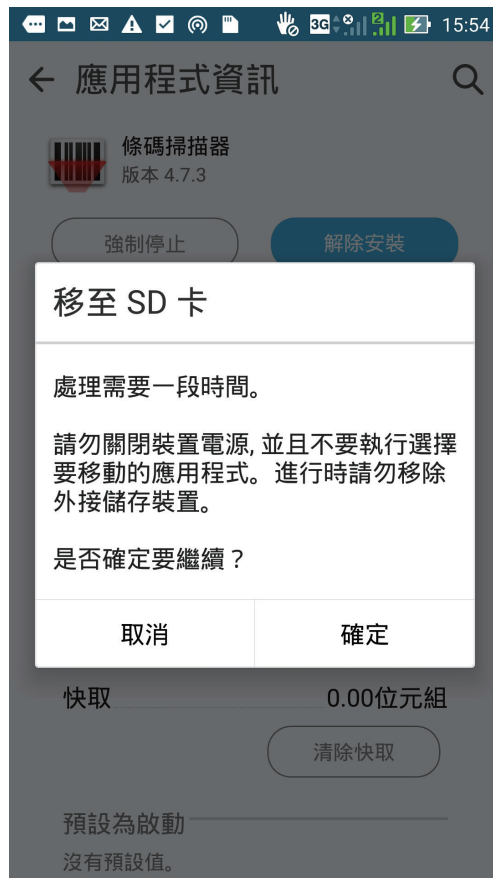 3G 2 15:54
應用程式資訊
條碼掃描器
版本 4.7.3
強制停止 解除安裝
移至 SD 卡
處理需要一段時間。
請勿關閉裝置電源, 並且不要執行選擇
要移動的應用程式。進行時請勿移除
外接儲存裝置。
是否確定要繼續？
取消 確定
快取 0.00位元組
清除快取
預設為啟動
沒有預設值。